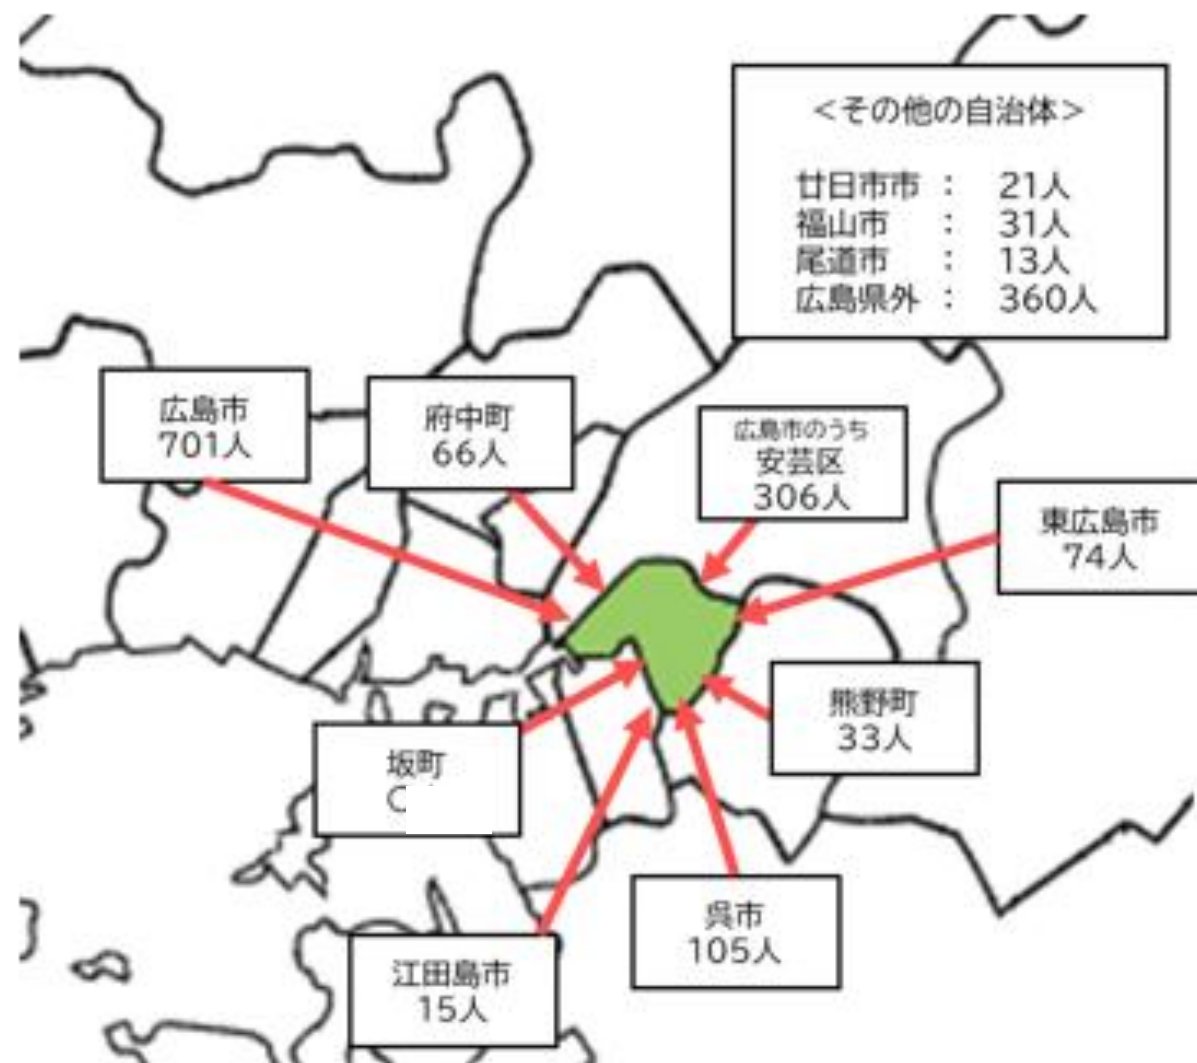 ＜その他の自治体＞
廿日市市 ： 21人
福山市 ： 31人
尾道市 ： 13人
広島県外 ： 360人
広島市
701人
府中町
66人
広島市のうち
安芸区
306人
東広島市
74人
熊野町
33人
坂町
呉市
105人
江田島市
15人